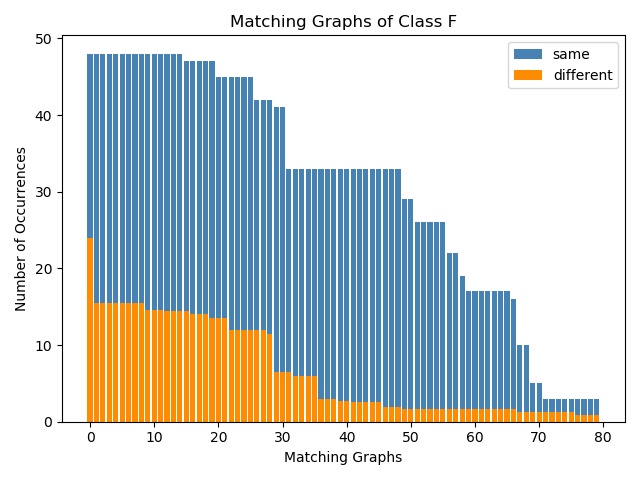 Matching Graphs of Class F
same
different
Number of Occurrences
50
40
30
20
10
0
0 10 20 30 40 50 60 70 80
Matching Graphs